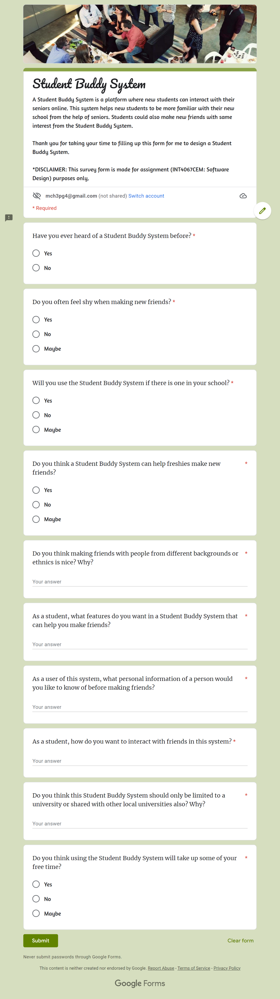 Student Buddy System
A Student Buddy System is a platform where new students can interact with their
seniors online. This system helps new students to be more familiar with their new
school from the help of seniors. Students could also make new friends with same
interest from the Student Buddy System.
Thank you for taking your time to filling up this form for me to design a Student
Buddy System.
*DISCLAIMER: This survey form is made for assignment (INT4067CEM: Software
Design) purposes only.
mch3pg4@gmail.com (not shared) Switch account
* Required
Have you ever heard of a Student Buddy System before? *
Yes
No
Do you often feel shy when making new friends? *
Yes
No
Maybe
Will you use the Student Buddy System if there is one in your school? *
Yes
No
Maybe
Do you think a Student Buddy System can help freshies make new *
friends?
Yes
No
Maybe
Do you think making friends with people from different backgrounds or *
ethnics is nice? Why?
Your answer
As a student, what features do you want in a Student Buddy System that *
can help you make friends?
Your answer
As a user of this system, what personal information of a person would *
you like to know of before making friends?
Your answer
As a student, how do you want to interact with friends in this system? *
Your answer
Do you think this Student Buddy System should only be limited to a *
university or shared with other local universities also? Why?
Your answer
Do you think using the Student Buddy System will take up some of your *
free time?
Yes
No
Maybe
Submit Clear form
Never submit passwords through Google Forms.
This content is neither created nor endorsed by Google. Report Abuse - Terms of Service - Privacy Policy
Google Forms